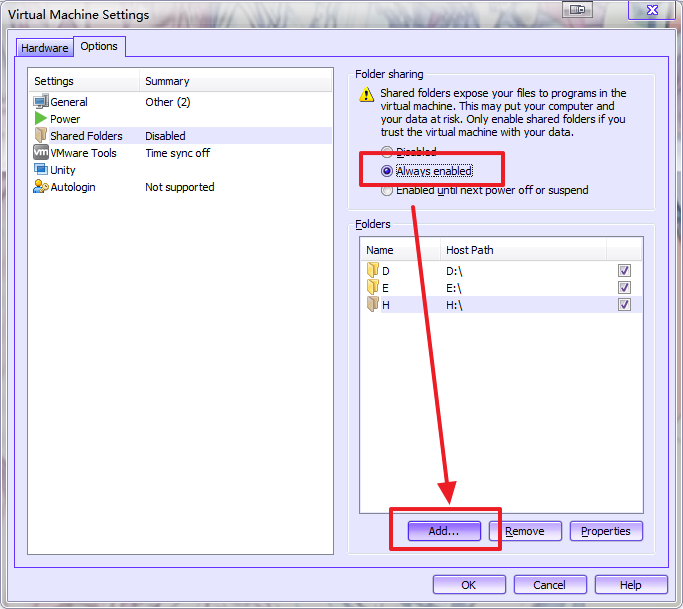 Virtual Machine Settings
Hardware Options
Settings Summary
General Other (2)
Power
Shared Folders Disabled
VMware Tools Time sync off
Unity
Autologin Not supported
Folder sharing
Shared folders expose your files to programs in the
virtual machine. This may put your computer and
your data at risk. Only enable shared folders if you
trust the virtual machine with your data.
Disabled
Always enabled
Enabled until next power off or suspend
Folders
Name Host Path
D D:\
E E:\
H H:\
Add... Remove Properties
OK Cancel Help